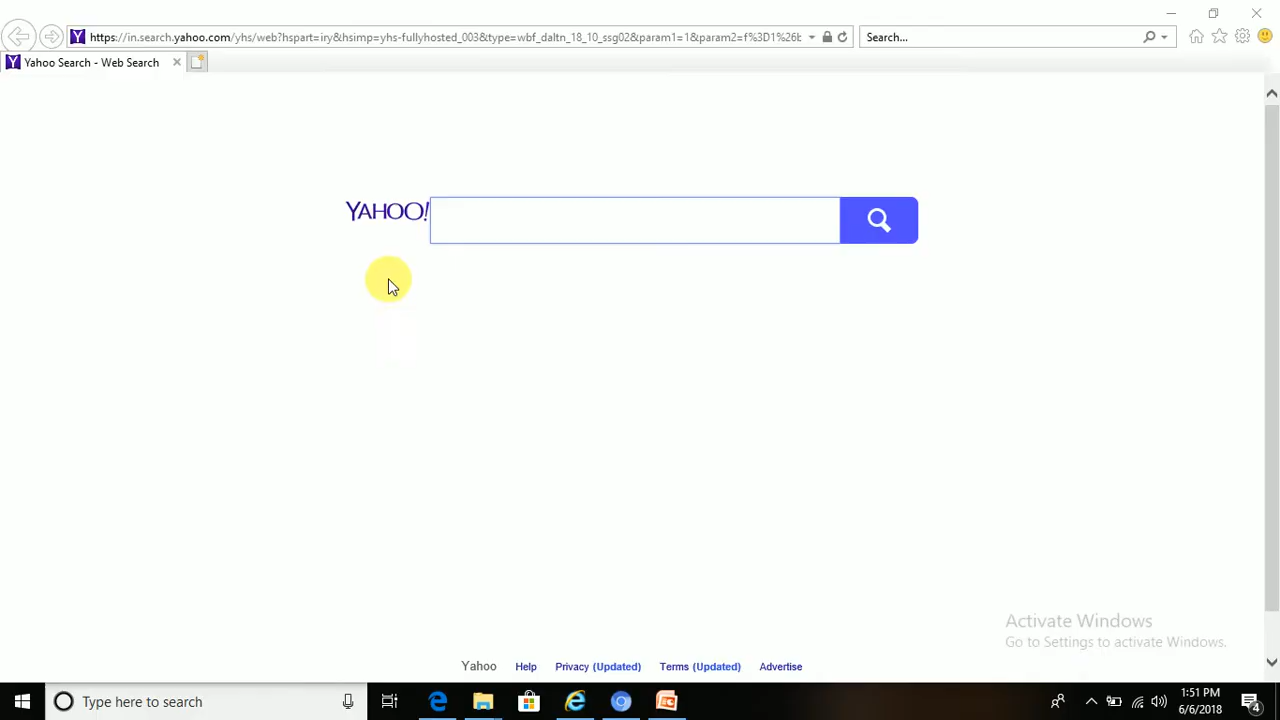 https://in.search.yahoo.com/yhs/web?hspart=iry&hsimp=yhs-fullyhosted_003&type=wbf_daltn_18_10_ssg02&param1=1&param2=f%3D1%26b
Search...
Yahoo Search - Web Search
YAHOO!
Activate Windows
Go to Settings to activate Windows.
Yahoo Help Privacy (Updated) Terms (Updated) Advertise
Type here to search
1:51 PM
6/6/2018
4